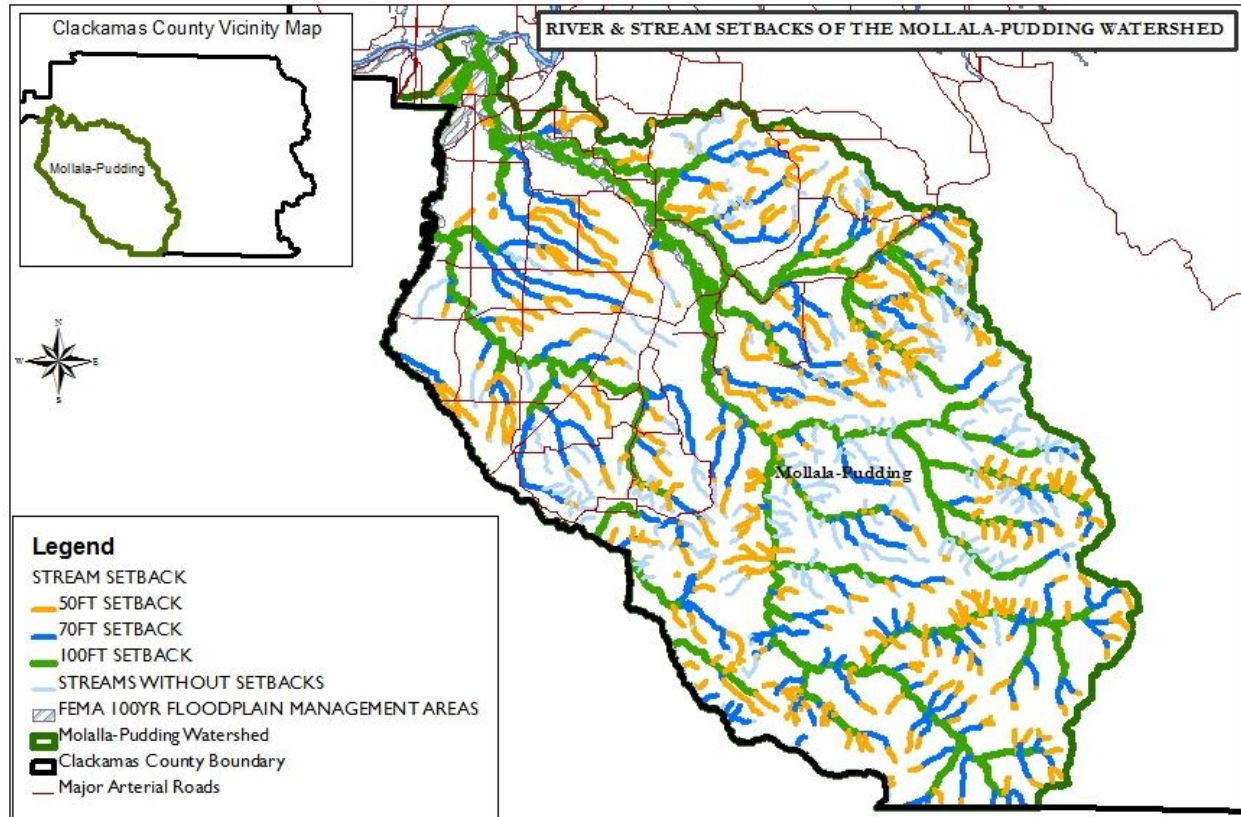 Clackamas County Vicinity Map
RIVER & STREAM SETBACKS OF THE MOLLALA-PUDDING WATERSHED
Mollala-Pudding
N
W
E
S
Mollala-Pudding
Legend
STREAM SETBACK
50FT SETBACK
70FT SETBACK
100FT SETBACK
STREAMS WITHOUT SETBACKS
FEMA 100YR FLOODPLAIN MANAGEMENT AREAS
Molalla-Pudding Watershed
Clackamas County Boundary
Major Arterial Roads